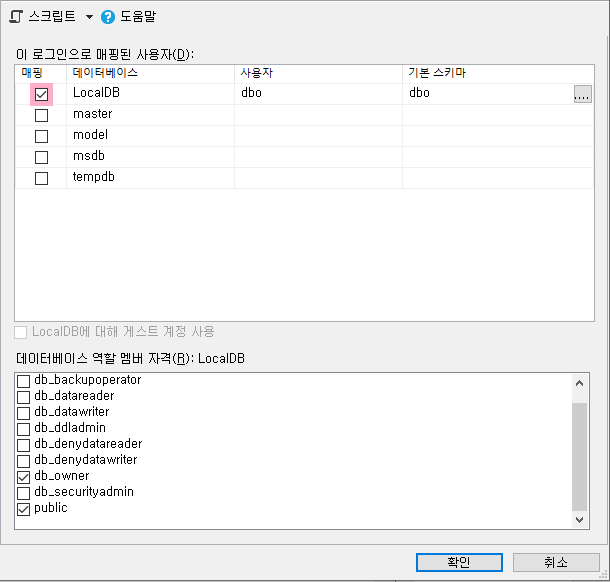 스크립트 ? 도움말
이 로그인으로 매핑된 사용자(D):
매핑 데이터베이스 사용자 기본 스키마
LocalDB dbo dbo ....
master
model
msdb
tempdb
LocalDB에 대해 게스트 계정 사용
데이터베이스 역할 멤버 자격(R): LocalDB
db_backupoperator
db_datareader
db_datawriter
db_ddladmin
db_denydatareader
db_denydatawriter
db_owner
db_securityadmin
public
확인 취소